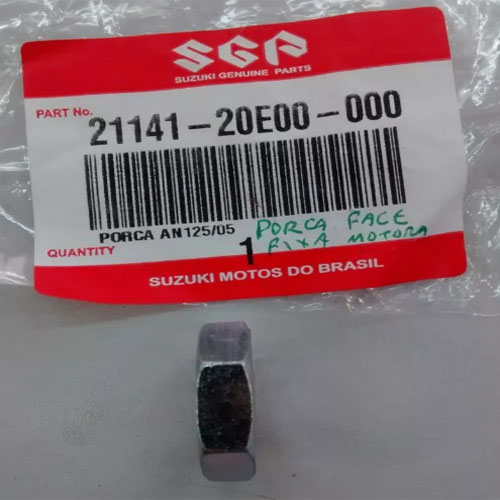 SGP
SUZUKI GENUINE PARTS
PART No.
21141-20E00-000
PORCA AN125/05
PORCA FACE
FIXA MOTORA
QUANTITY
1
SUZUKI MOTOS DO BRASIL